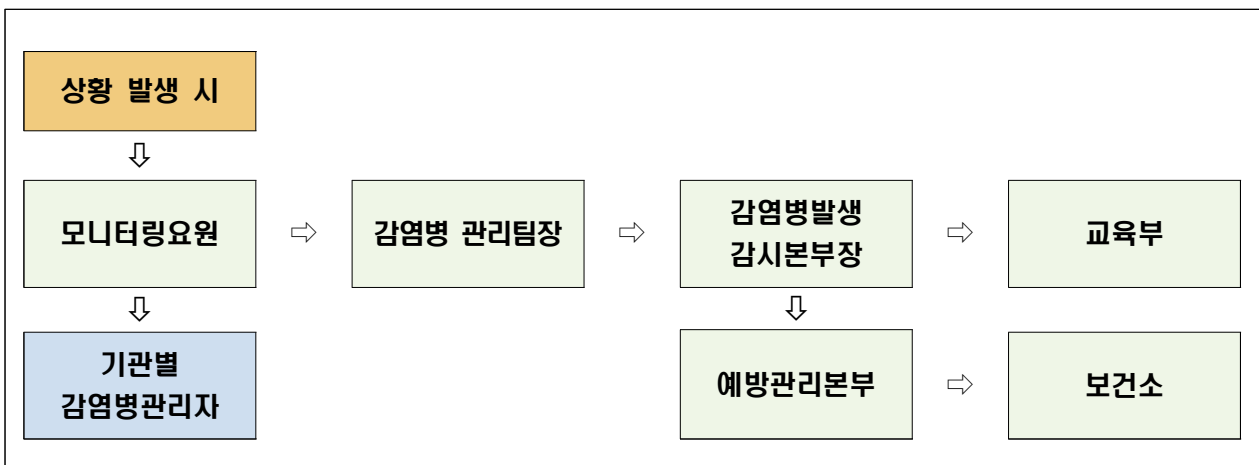 상황 발생 시
⇩
모니터링요원 ⇨ 감염병 관리팀장 ⇨ 감염병발생
감시본부장 ⇨ 교육부
⇩ ⇩
기관별
감염병관리자
예방관리본부 ⇨ 보건소